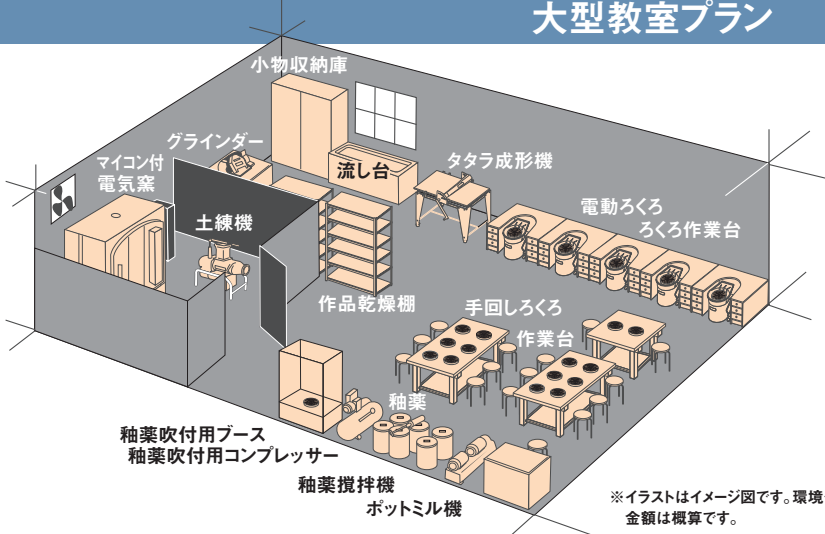 大型教室プラン
小物収納庫
グラインダー
マイコン付
電気窯
流し台
タタラ成形機
土練機
電動ろくろ
ろくろ作業台
作品乾燥棚
手回しろくろ
作業台
釉薬
釉薬吹付用ブース
釉薬吹付用コンプレッサー
釉薬撹拌機
ポットミル機
※イラストはイメージ図です。環境
金額は概算です。